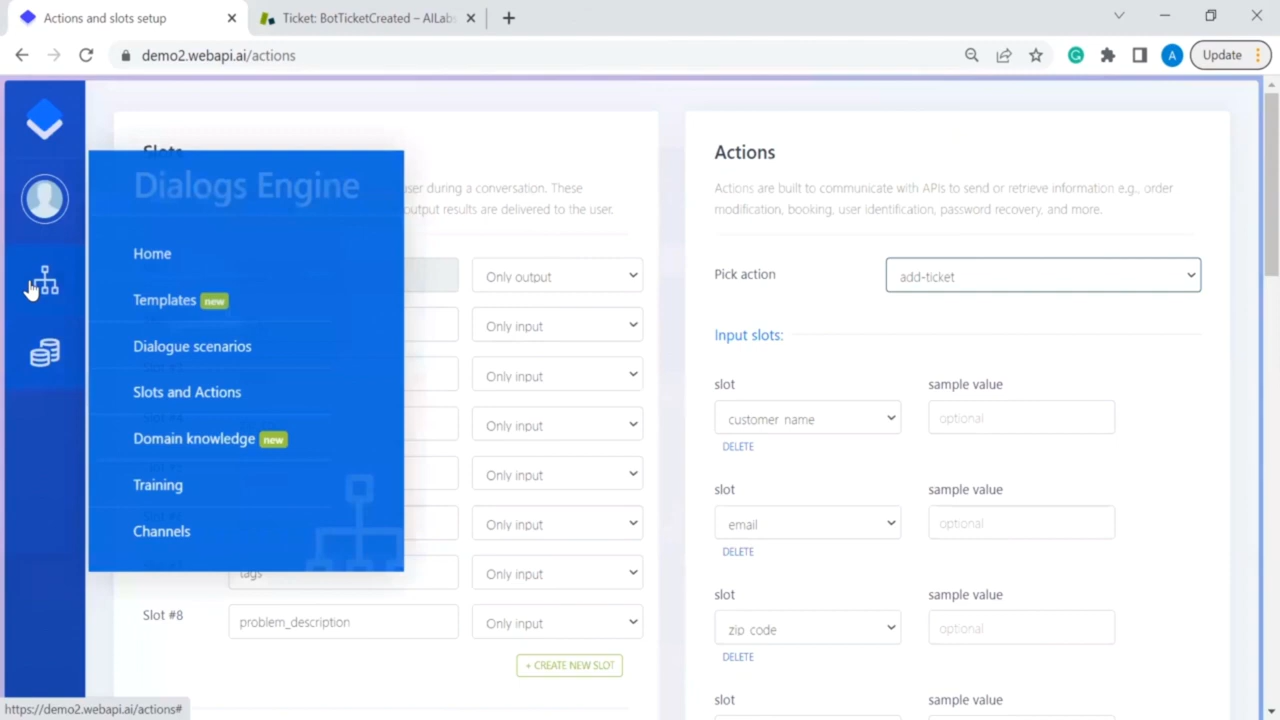 Actions and slots setup
Ticket: BotTicketCreated – AILabs
demo2.webapi.ai/actions
A
Update
Slots
user during a conversation. These
output results are delivered to the user.
Dialogs Engine
Home
Templates new
Dialogue scenarios
Slots and Actions
Domain knowledge new
Training
Channels
Only output
Only input
Only input
Only input
Only input
Only input
tags
Only input
Slot #8
problem_description
Only input
+ CREATE NEW SLOT
Actions
Actions are built to communicate with APIs to send or retrieve information e.g., order
modification, booking, user identification, password recovery, and more.
Pick action
add-ticket
Input slots:
slot
sample value
customer_name
optional
DELETE
slot
sample value
email
optional
DELETE
slot
sample value
zip_code
optional
DELETE
slot
sample value
https://demo2.webapi.ai/actions#